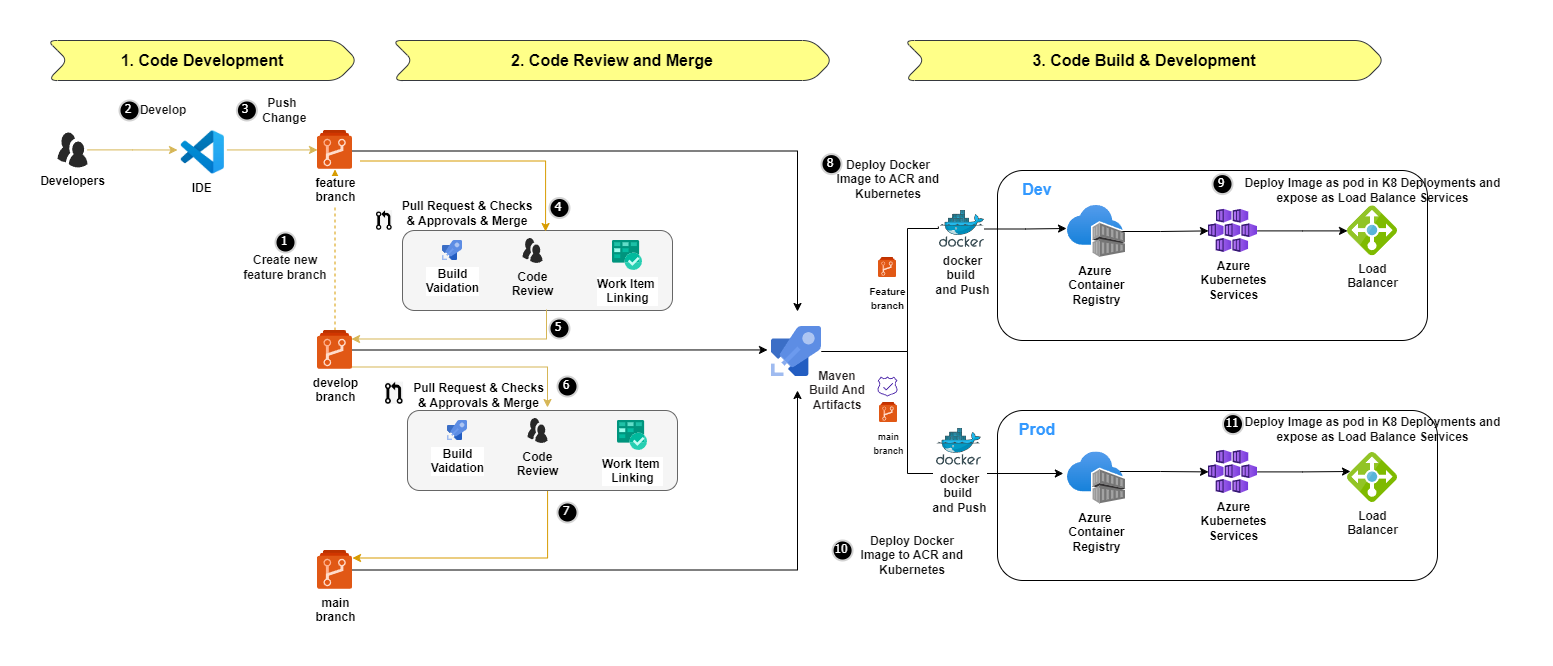 1. Code Development
2. Code Review and Merge
3. Code Build & Development
2
Develop
3
Push
Change
Developers
IDE
feature
branch
1
Create new
feature branch
Pull Request & Checks
& Approvals & Merge
4
Build
Vaidation
Code
Review
Work Item
Linking
5
develop
branch
Pull Request & Checks
& Approvals & Merge
6
Build
Vaidation
Code
Review
Work Item
Linking
7
main
branch
Maven
Build And
Artifacts
8
Deploy Docker
Image to ACR and
Kubernetes
Feature
branch
docker
docker
build
and Push
Dev
9
Deploy Image as pod in K8 Deployments and
expose as Load Balance Services
Azure
Container
Registry
Azure
Kubernetes
Services
Load
Balancer
main
branch
docker
docker
build
and Push
10
Deploy Docker
Image to ACR and
Kubernetes
Prod
11
Deploy Image as pod in K8 Deployments and
expose as Load Balance Services
Azure
Container
Registry
Azure
Kubernetes
Services
Load
Balancer